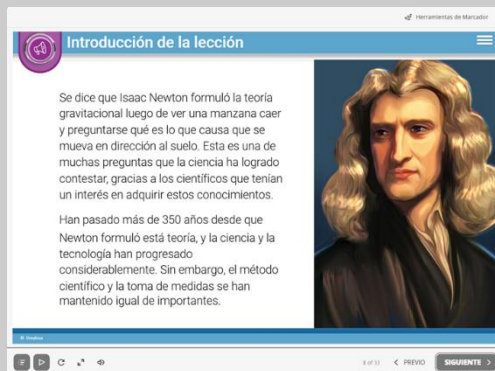 Herramientas de Marcador
Introducción de la lección
Se dice que Isaac Newton formuló la teoría
gravitacional luego de ver una manzana caer
y preguntarse qué es lo que causa que se
mueva en dirección al suelo. Esta es una de
muchas preguntas que la ciencia ha logrado
contestar, gracias a los científicos que tenían
un interés en adquirir estos conocimientos.
Han pasado más de 350 años desde que
Newton formuló está teoría, y la ciencia y la
tecnología han progresado
considerablemente. Sin embargo, el método
científico y la toma de medidas se han
mantenido igual de importantes.
PREVIO
SIGUIENTE